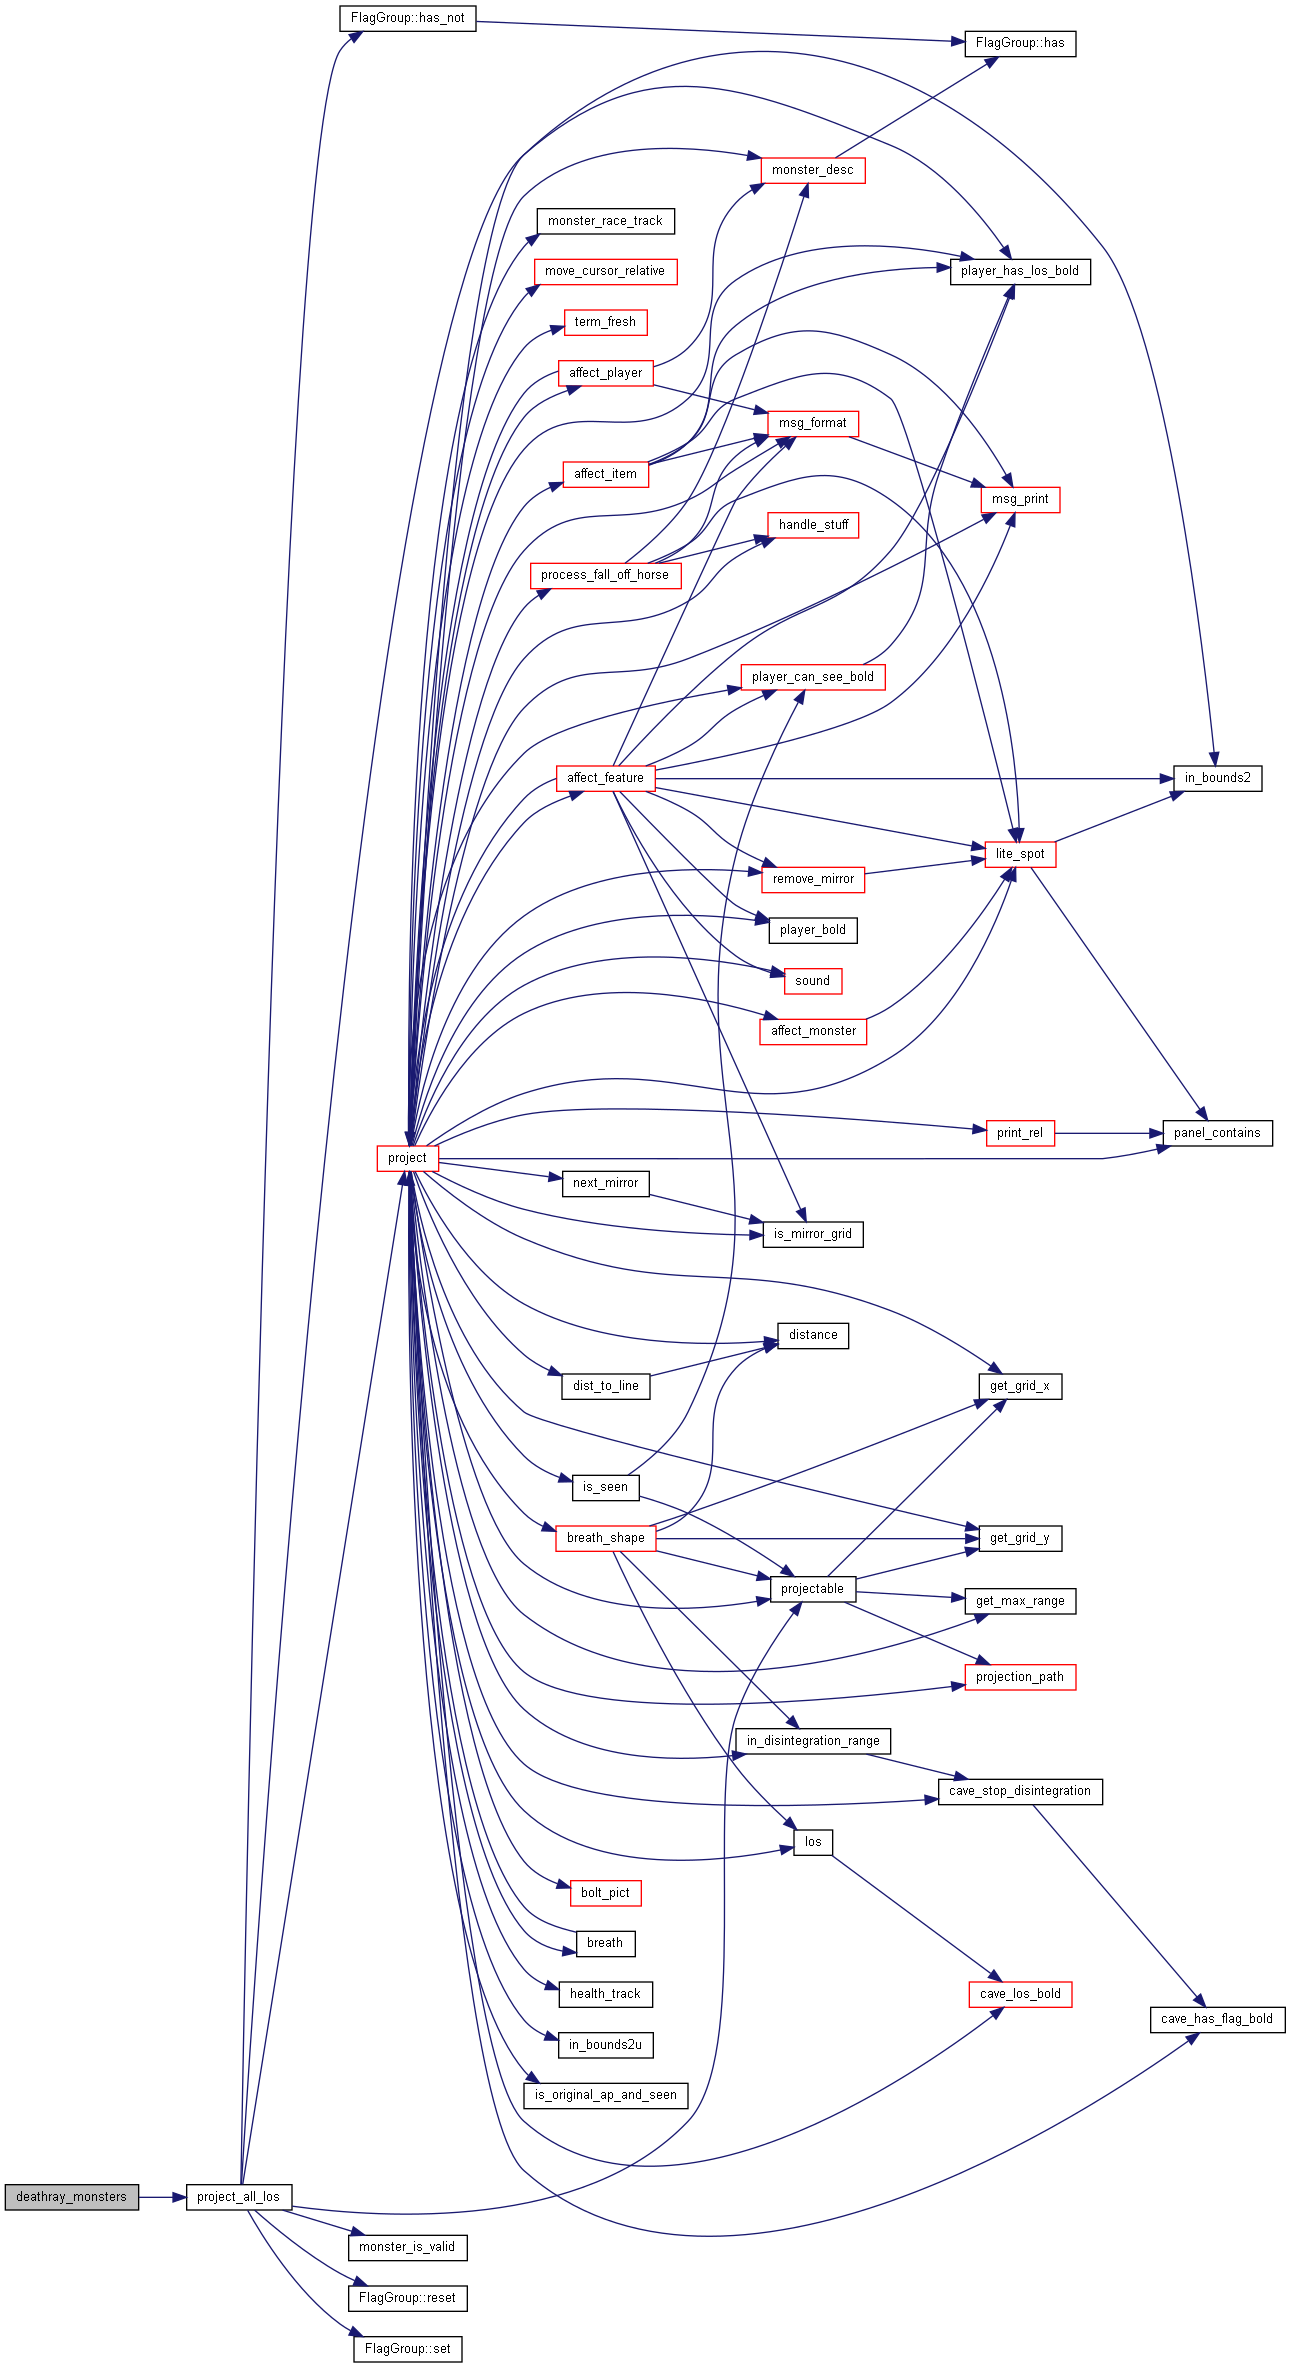 FlagGroup::has_not
FlagGroup::has
monster_desc
monster_race_track
move_cursor_relative
player_has_los_bold
term_fresh
affect_player
msg_format
affect_item
msg_print
handle_stuff
process_fall_off_horse
player_can_see_bold
affect_feature
in_bounds2
lite_spot
remove_mirror
player_bold
sound
affect_monster
print_rel
panel_contains
project
next_mirror
is_mirror_grid
distance
dist_to_line
get_grid_x
is_seen
breath_shape
get_grid_y
projectable
get_max_range
projection_path
in_disintegration_range
cave_stop_disintegration
los
bolt_pict
breath
health_track
cave_los_bold
cave_has_flag_bold
in_bounds2u
is_original_ap_and_seen
deathray_monsters
project_all_los
monster_is_valid
FlagGroup::reset
FlagGroup::set